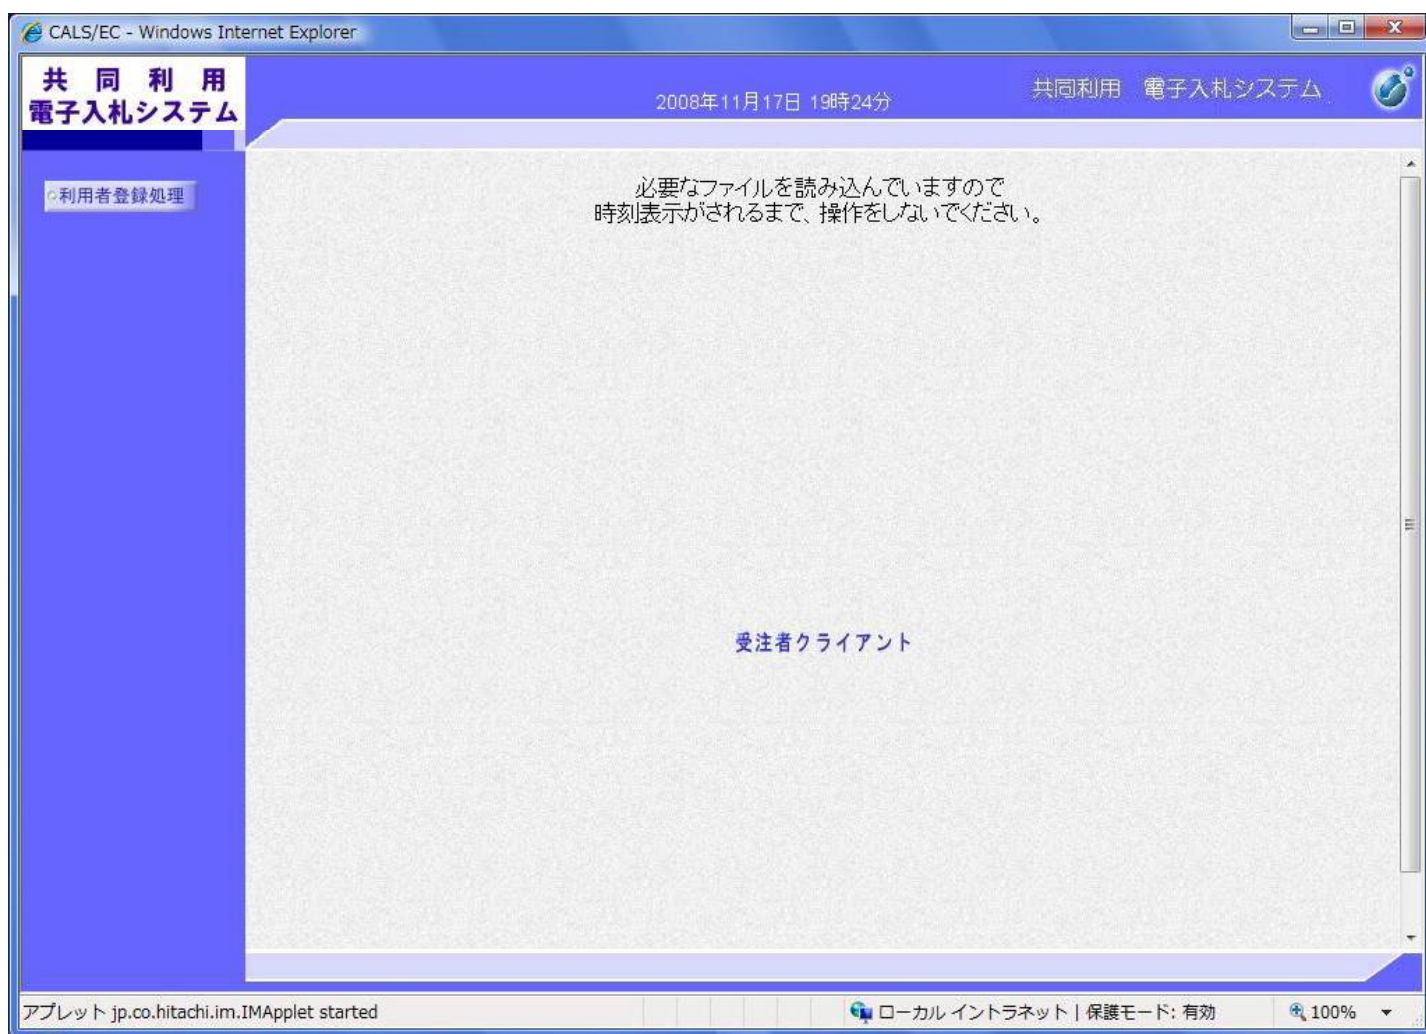 CALS/EC - Windows Internet Explorer
共 同 利 用
電子入札システム
2008年11月17日 19時24分
共同利用 電子入札システム
利用者登録処理
必要なファイルを読み込んでいますので
時刻表示がされるまで、操作をしないでください。
受注者クライアント
アプレット jp.co.hitachi.im.IMApplet started
ローカル イントラネット | 保護モード: 有効
100%